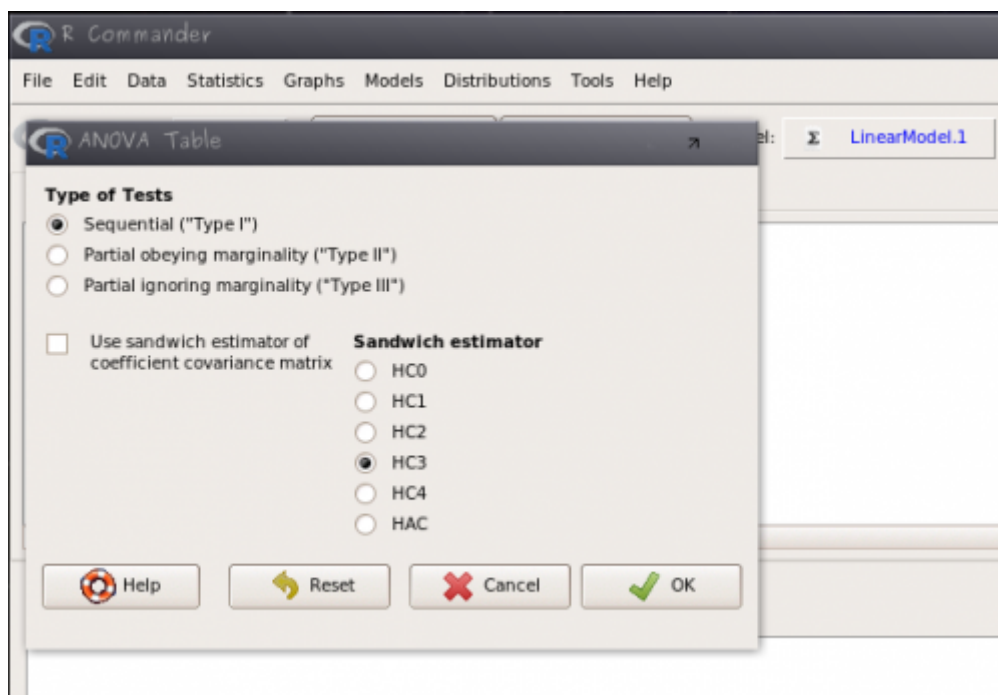 R Commander
File Edit Data Statistics Graphs Models Distributions Tools Help
ANOVA Table
el: Σ LinearModel.1
Type of Tests
Sequential ("Type I")
Partial obeying marginality ("Type II")
Partial ignoring marginality ("Type III")
Use sandwich estimator of
coefficient covariance matrix
Sandwich estimator
HC0
HC1
HC2
HC3
HC4
HAC
Help Reset Cancel OK